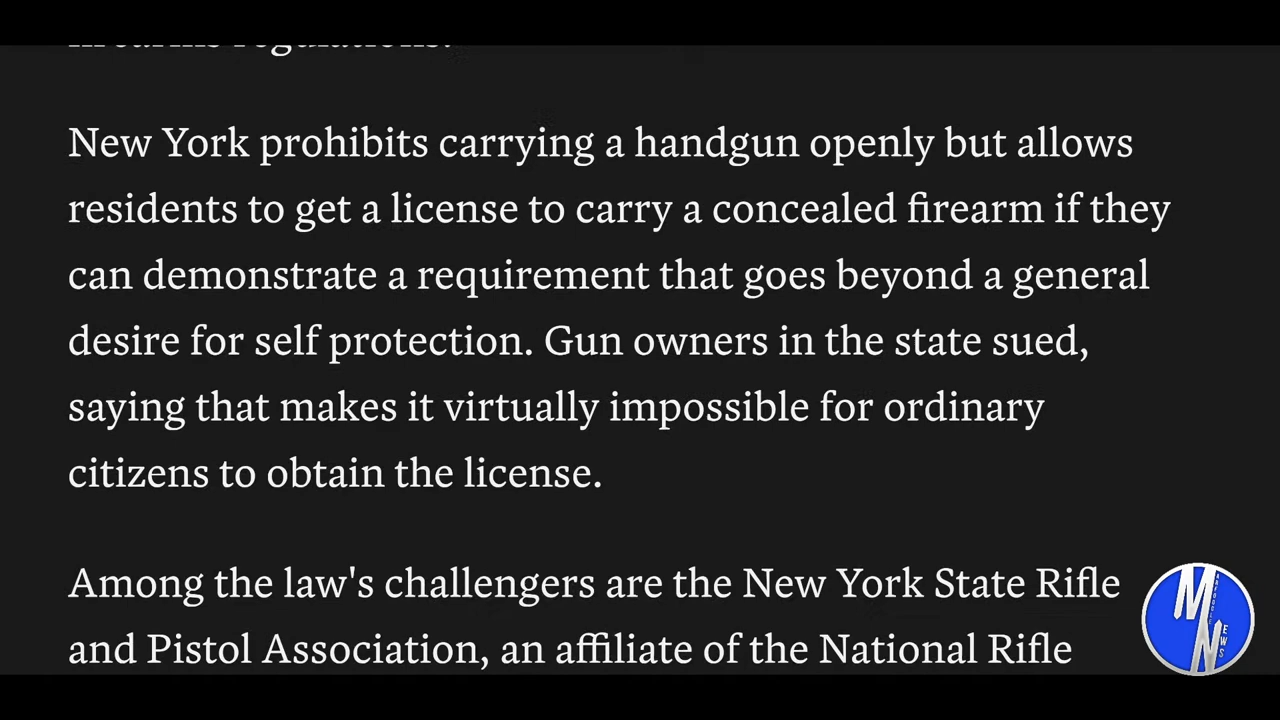 firearms regulations.
New York prohibits carrying a handgun openly but allows
residents to get a license to carry a concealed firearm if they
can demonstrate a requirement that goes beyond a general
desire for self protection. Gun owners in the state sued,
saying that makes it virtually impossible for ordinary
citizens to obtain the license.
Among the law's challengers are the New York State Rifle
and Pistol Association, an affiliate of the National Rifle
M
N
EWS